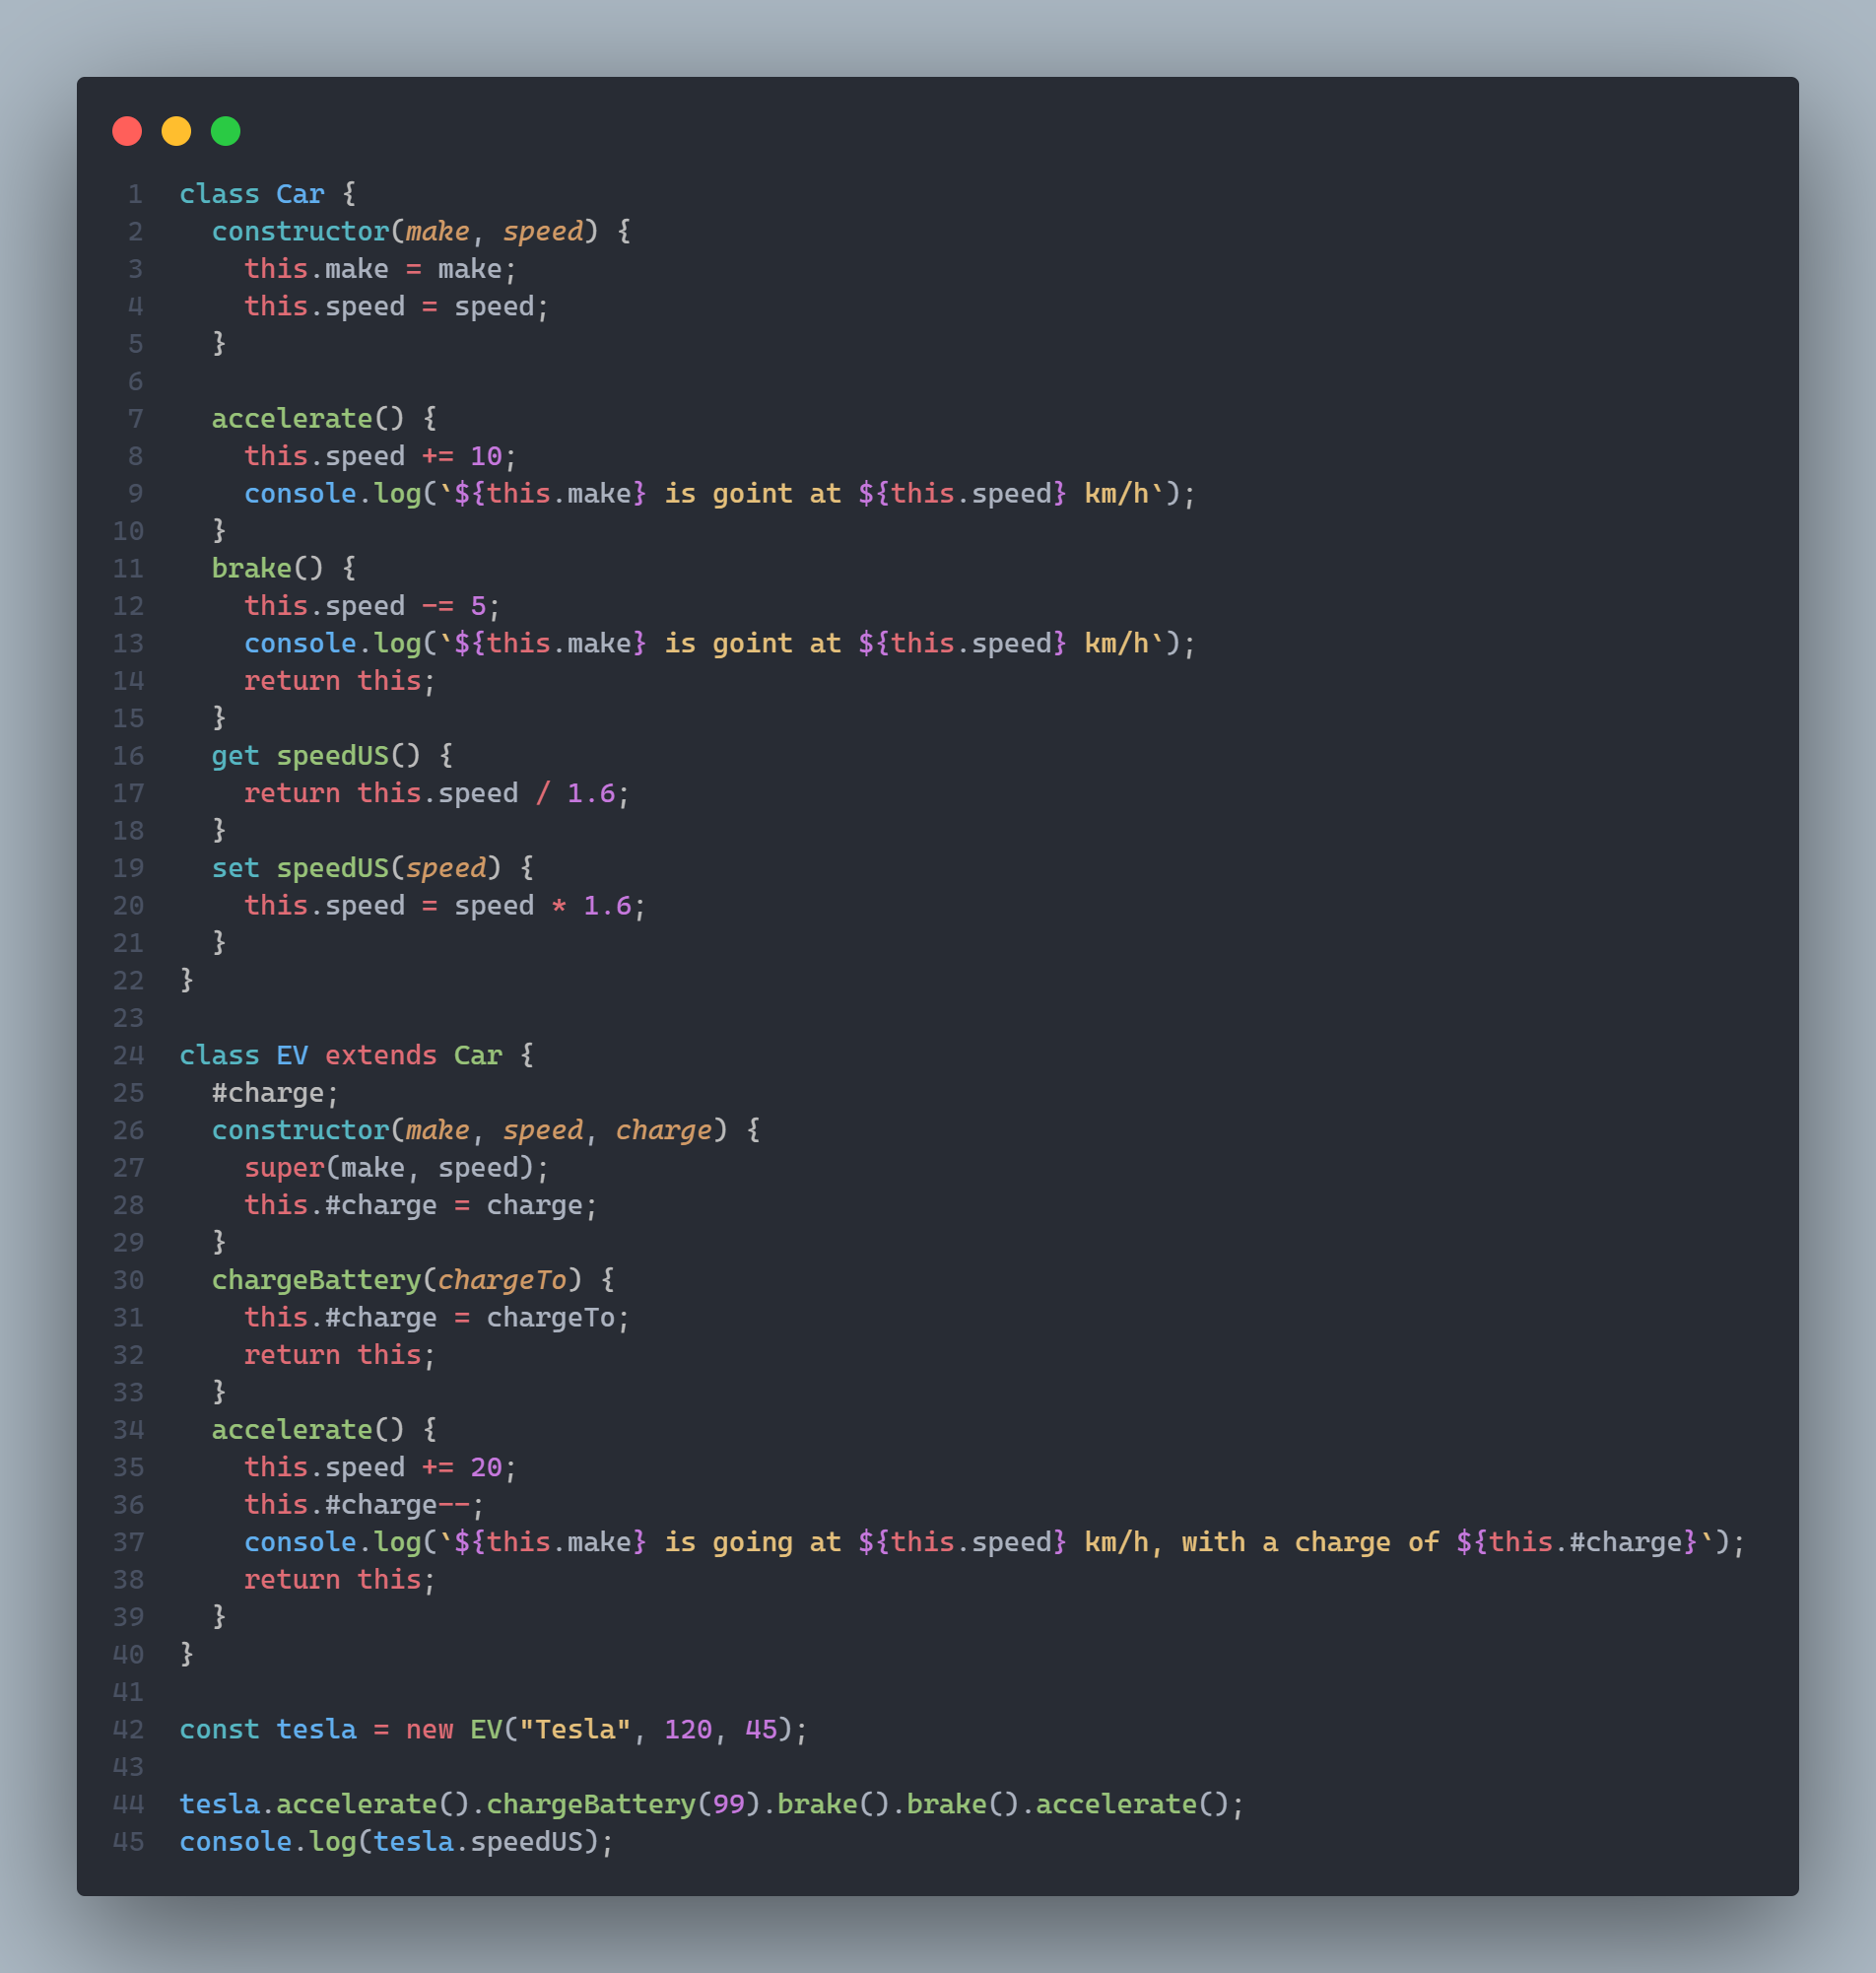 1 class Car {
2   constructor(make, speed) {
3     this.make = make;
4     this.speed = speed;
5   }
6
7   accelerate() {
8     this.speed += 10;
9     console.log(`${this.make} is goint at ${this.speed} km/h`);
10   }
11   brake() {
12     this.speed -= 5;
13     console.log(`${this.make} is goint at ${this.speed} km/h`);
14     return this;
15   }
16   get speedUS() {
17     return this.speed / 1.6;
18   }
19   set speedUS(speed) {
20     this.speed = speed * 1.6;
21   }
22 }
23
24 class EV extends Car {
25   #charge;
26   constructor(make, speed, charge) {
27     super(make, speed);
28     this.#charge = charge;
29   }
30   chargeBattery(chargeTo) {
31     this.#charge = chargeTo;
32     return this;
33   }
34   accelerate() {
35     this.speed += 20;
36     this.#charge--;
37     console.log(`${this.make} is going at ${this.speed} km/h, with a charge of ${this.#charge}`);
38     return this;
39   }
40 }
41
42 const tesla = new EV("Tesla", 120, 45);
43
44 tesla.accelerate().chargeBattery(99).brake().brake().accelerate();
45 console.log(tesla.speedUS);